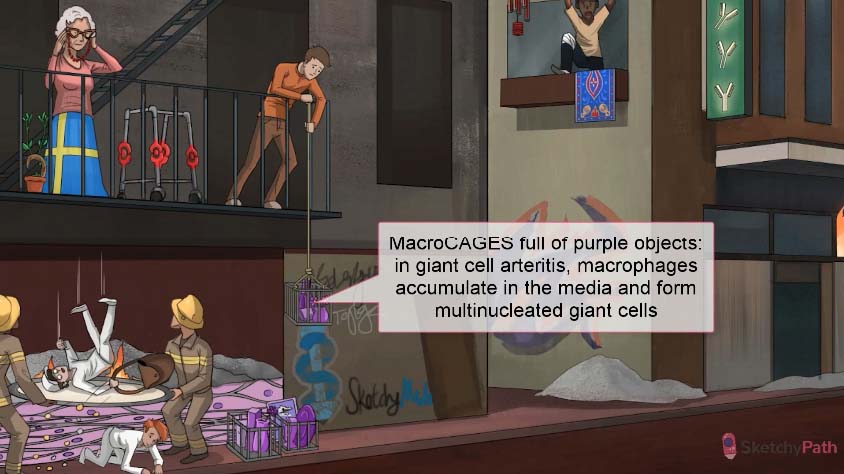 MacroCAGES full of purple objects:
in giant cell arteritis, macrophages
accumulate in the media and form
multinucleated giant cells
SketchyMedical
SketchyPath